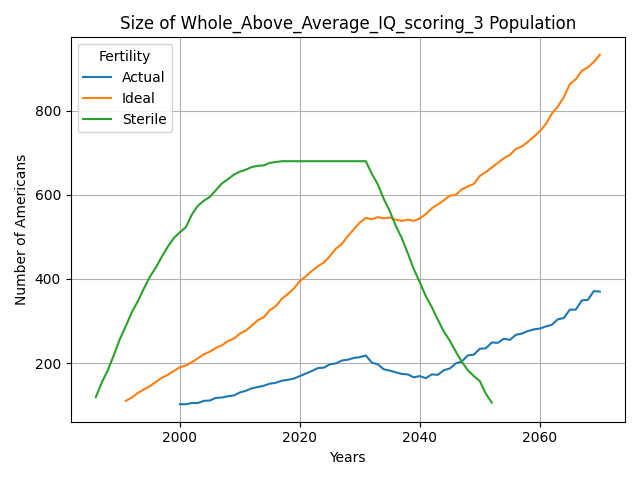 Size of Whole_Above_Average_IQ_scoring_3 Population
Fertility
Actual
Ideal
Sterile
Number of Americans
800
600
400
200
2000
2020
2040
2060
Years